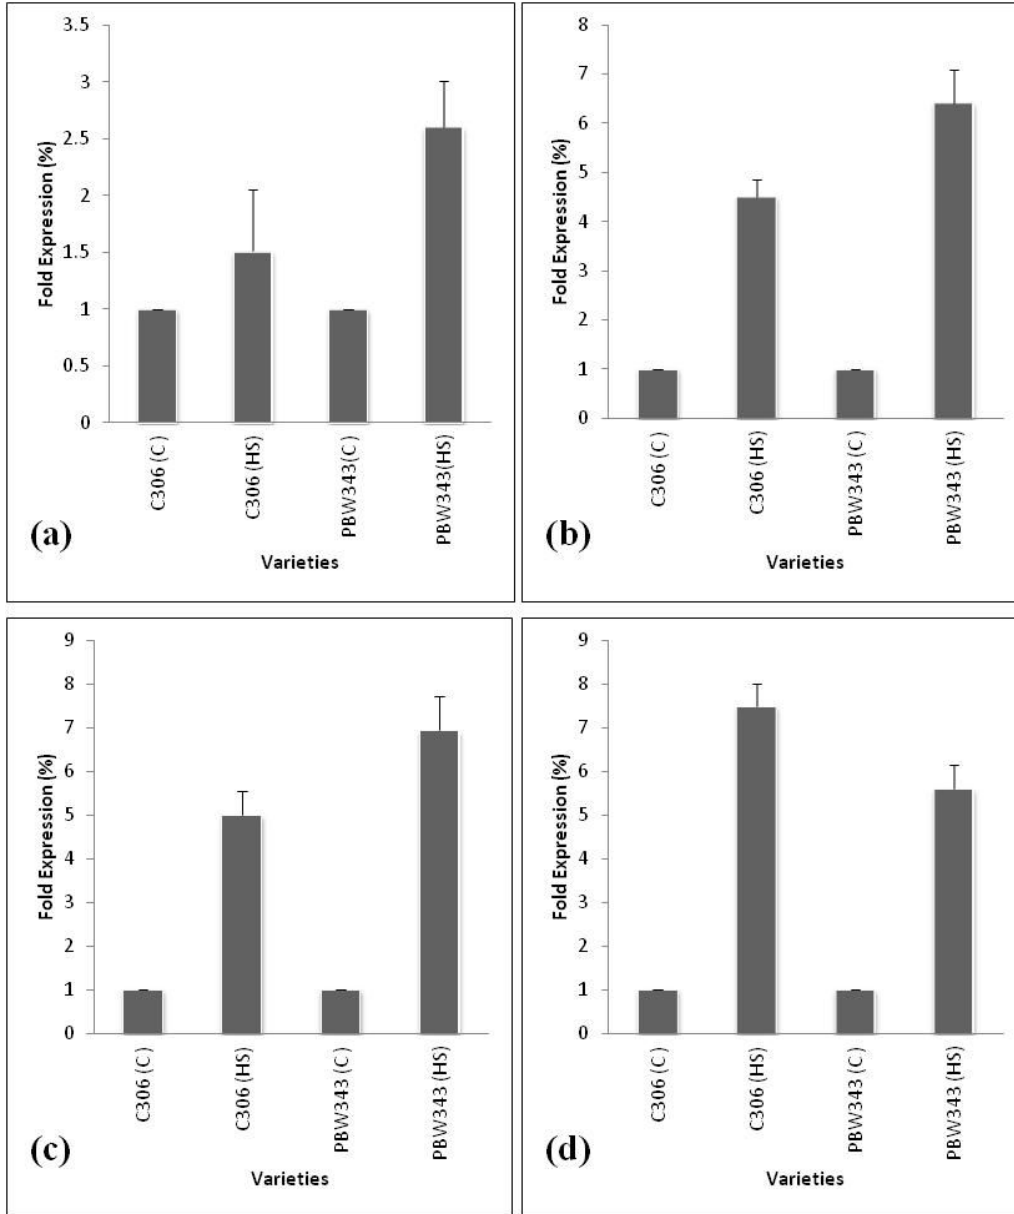 3.5
3
2.5
2
1.5
1
0.5
0
Fold Expression (%)
C306 (C )
C306 (HS)
PBW343(C )
PBW343(HS)
(a)
Varieties
8
7
6
5
4
3
2
1
0
Fold Expression (%)
C306 (C )
C306 (HS)
PBW343 (C )
PBW343 (HS)
(b)
Varieties
9
8
7
6
5
4
3
2
1
0
Fold Expression (%)
C306 (C )
C306 (HS)
PBW343 (C )
PBW343 (HS)
(c)
Varieties
9
8
7
6
5
4
3
2
1
0
Fold Expression (%)
C306 (C )
C306 (HS)
PBW343 (C )
PBW343 (HS)
(d)
Varieties